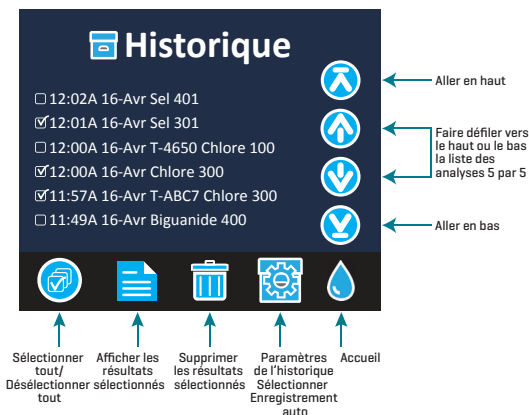 Historique
12:02A 16-Avr Sel 401
12:01A 16-Avr Sel 301
12:00A 16-Avr T-4650 Chlore 100
12:00A 16-Avr Chlore 300
11:57A 16-Avr T-ABC7 Chlore 300
11:49A 16-Avr Biguanide 400
Aller en haut
Faire défiler vers
le haut ou le bas
la liste des
analyses 5 par 5
Aller en bas
Sélectionner
tout/
Désélectionner
tout
Afficher les
résultats
sélectionnés
Supprimer
les résultats
sélectionnés
Paramètres
de l'historique
Sélectionner
Enregistrement
auto
Accueil